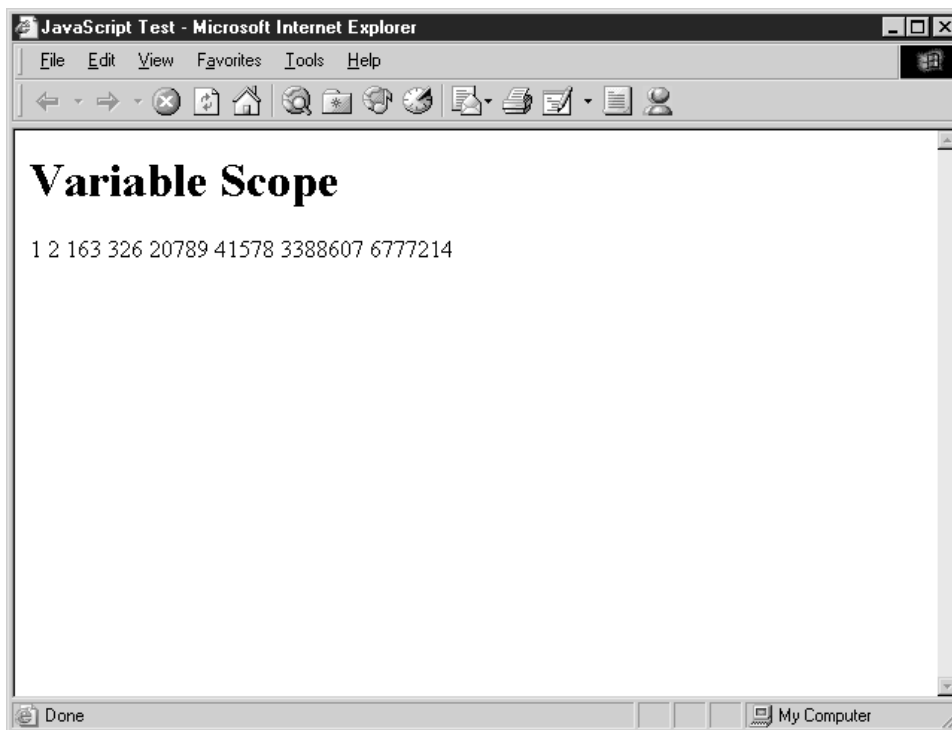 JavaScript Test - Microsoft Internet Explorer
File Edit View Favorites Tools Help
Variable Scope
1 2 163 326 20789 41578 3388607 6777214
Done My Computer